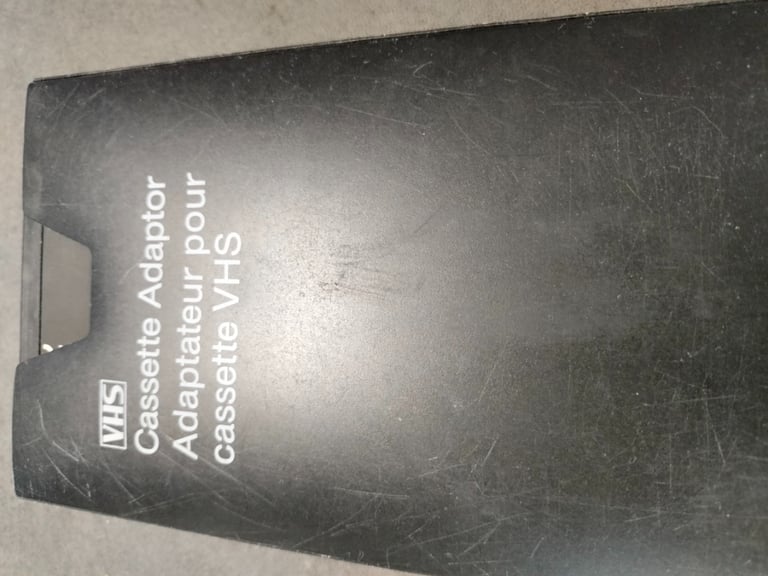 VHS
Cassette Adaptor
Adaptateur pour
cassette VHS